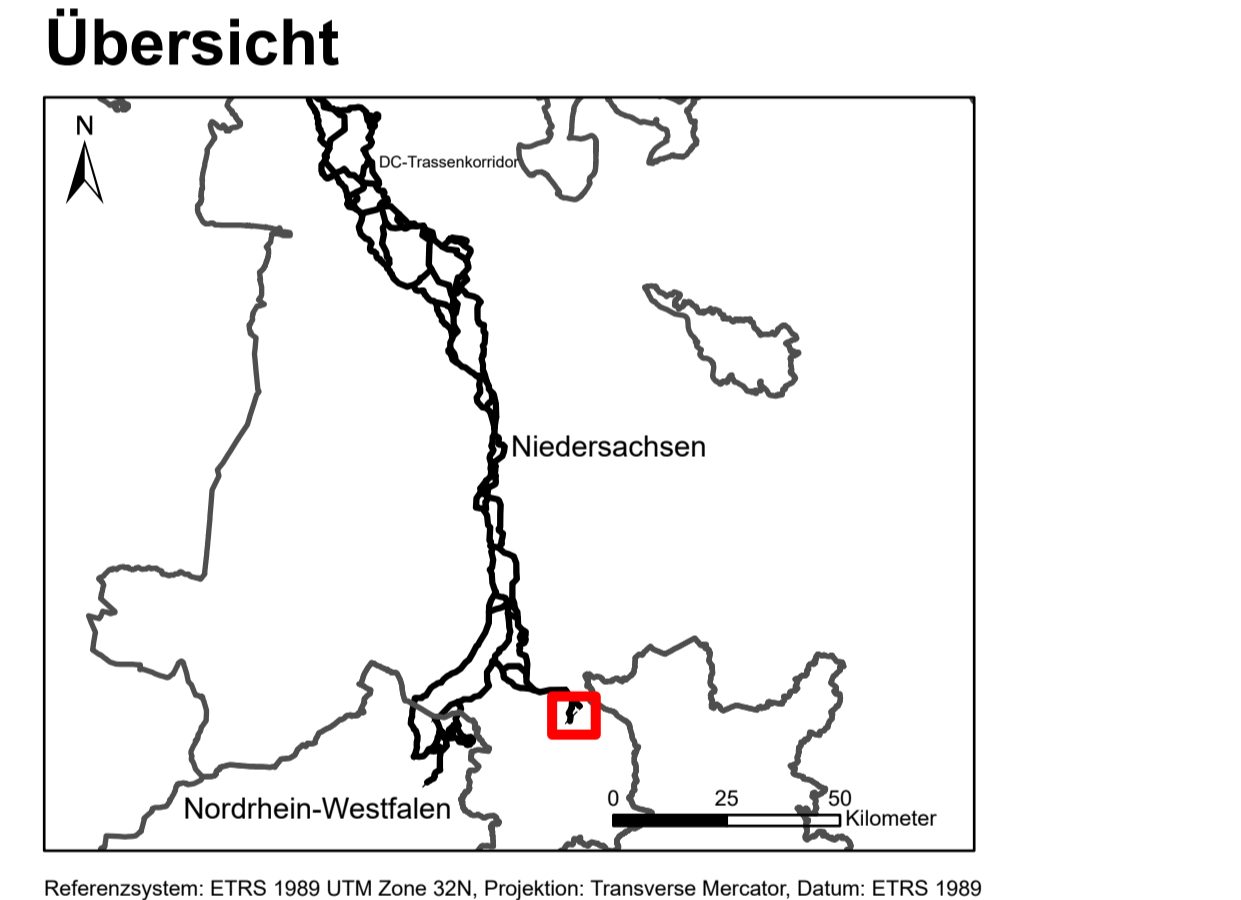 Übersicht
N
DC-Trassenkorridor
Niedersachsen
Nordrhein-Westfalen
0 25 50
Kilometer
Referenzsystem: ETRS 1989 UTM Zone 32N, Projektion: Transverse Mercator, Datum: ETRS 1989